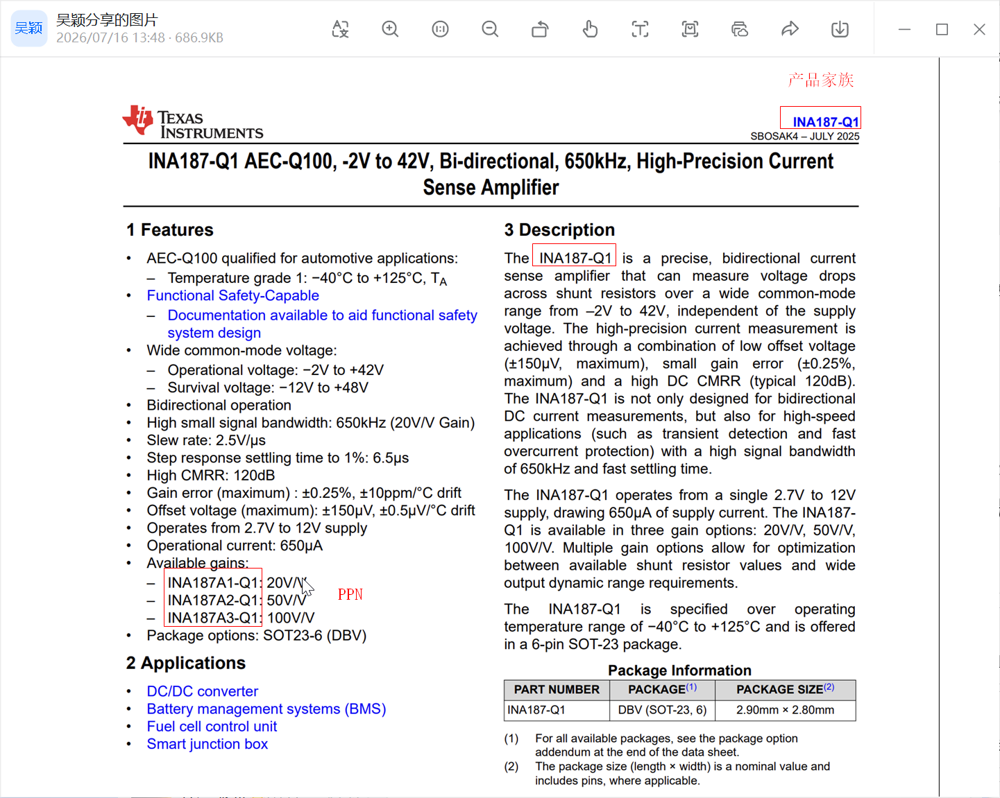 吴颖
吴颖分享的图片
2026/07/16 13:48 · 686.9KB
产品家族
TEXAS
INSTRUMENTS
INA187-Q1
SBOSAK4 – JULY 2025
INA187-Q1 AEC-Q100, -2V to 42V, Bi-directional, 650kHz, High-Precision Current
Sense Amplifier
1 Features
• AEC-Q100 qualified for automotive applications:
– Temperature grade 1: −40°C to +125°C, TA
• Functional Safety-Capable
– Documentation available to aid functional safety
system design
• Wide common-mode voltage:
– Operational voltage: −2V to +42V
– Survival voltage: −12V to +48V
• Bidirectional operation
• High small signal bandwidth: 650kHz (20V/V Gain)
• Slew rate: 2.5V/µs
• Step response settling time to 1%: 6.5µs
• High CMRR: 120dB
• Gain error (maximum) : ±0.25%, ±10ppm/°C drift
• Offset voltage (maximum): ±150µV, ±0.5µV/°C drift
• Operates from 2.7V to 12V supply
• Operational current: 650µA
• Available gains:
– INA187A1-Q1: 20V/V
– INA187A2-Q1: 50V/V
– INA187A3-Q1: 100V/V
PPN
• Package options: SOT23-6 (DBV)
2 Applications
• DC/DC converter
• Battery management systems (BMS)
• Fuel cell control unit
• Smart junction box
3 Description
The INA187-Q1 is a precise, bidirectional current
sense amplifier that can measure voltage drops
across shunt resistors over a wide common-mode
range from –2V to 42V, independent of the supply
voltage. The high-precision current measurement is
achieved through a combination of low offset voltage
(±150µV, maximum), small gain error (±0.25%,
maximum) and a high DC CMRR (typical 120dB).
The INA187-Q1 is not only designed for bidirectional
DC current measurements, but also for high-speed
applications (such as transient detection and fast
overcurrent protection) with a high signal bandwidth
of 650kHz and fast settling time.
The INA187-Q1 operates from a single 2.7V to 12V
supply, drawing 650µA of supply current. The INA187-
Q1 is available in three gain options: 20V/V, 50V/V,
100V/V. Multiple gain options allow for optimization
between available shunt resistor values and wide
output dynamic range requirements.
The INA187-Q1 is specified over operating
temperature range of −40°C to +125°C and is offered
in a 6-pin SOT-23 package.
Package Information
PART NUMBER PACKAGE(1) PACKAGE SIZE(2)
INA187-Q1 DBV (SOT-23, 6) 2.90mm × 2.80mm
(1) For all available packages, see the package option
addendum at the end of the data sheet.
(2) The package size (length × width) is a nominal value and
includes pins, where applicable.